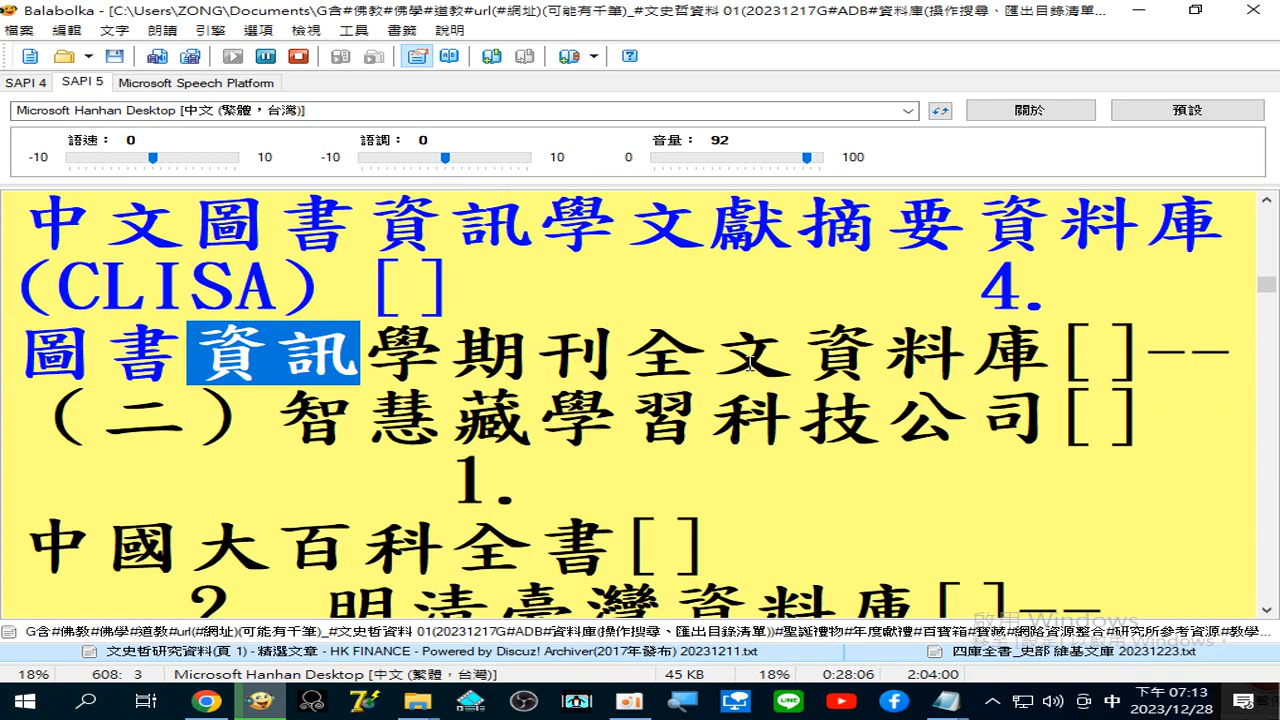 Balabolka - [C:\Users\ZONG\Documents\G含#佛教#佛學#道教#url(#網址)(可能有千筆)_#文史哲資料 01(20231217G#ADB#資料庫(操作搜尋、匯出目錄清單...
檔案 編輯 文字 朗讀 引擎 選項 檢視 工具 書籤 說明
SAPI 4 SAPI 5 Microsoft Speech Platform
Microsoft Hanhan Desktop [中文 (繁體，台灣)] 關於 預設
語速： 0 語調： 0 音量： 92
-10 10 -10 10 0 100
中文圖書資訊學文獻摘要資料庫
(CLISA) [] 4.
圖書資訊學期刊全文資料庫[]--
(二) 智慧藏學習科技公司[]
1.
中國大百科全書[]
2. 明清臺灣資料庫[]--
啟用 Windows
G含#佛教#佛學#道教#url(#網址)(可能有千筆)_#文史哲資料 01(20231217G#ADB#資料庫(操作搜尋、匯出目錄清單))#聖誕禮物#年度獻禮#百寶箱#寶城#網路資源整合#研究所參考資源#教學...
文史哲研究資料(頁 1) - 精選文章 - HK FINANCE - Powered by Discuz! Archiver(2017年發布) 20231211.txt 四庫全書_史部 維基文庫 20231223.txt
18% 608: 3 Microsoft Hanhan Desktop [中文 (繁體，台灣)] 45 KB 18% 0:28:06 2:04:00
中 下午 07:13
2023/12/28